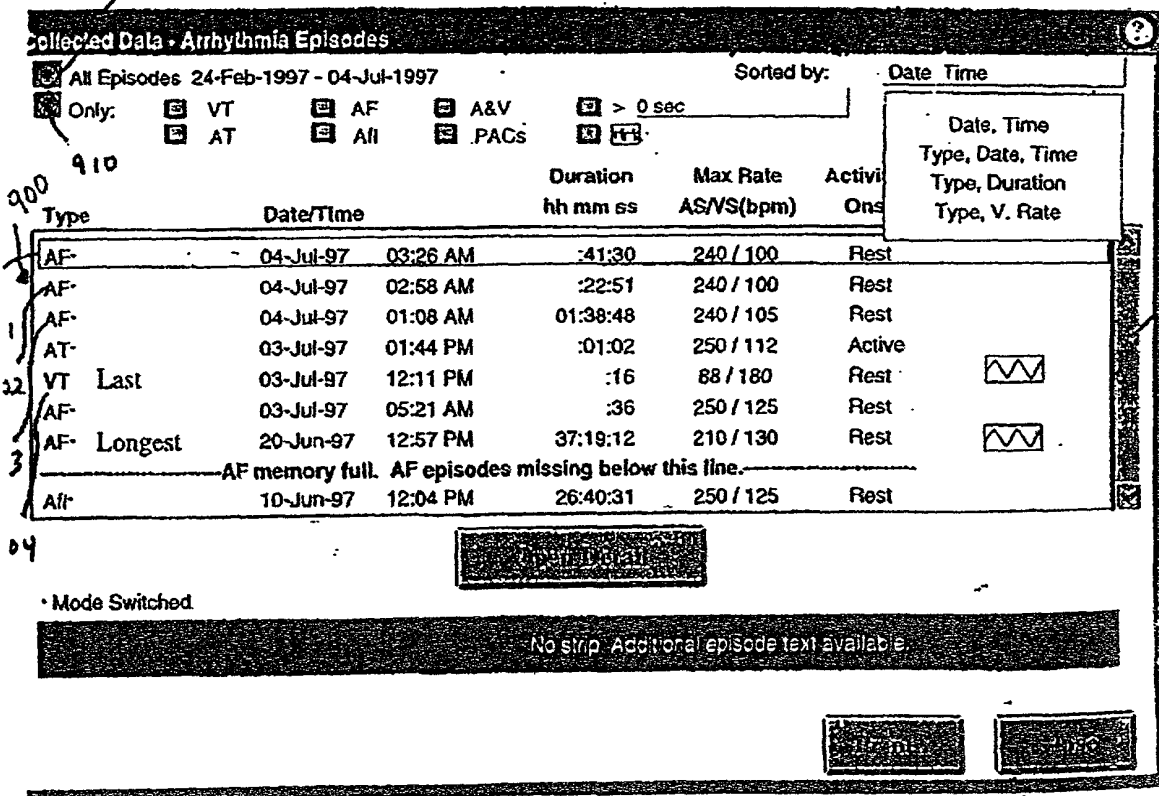 Collected Data - Arrhythmia Episodes
?
All Episodes 24-Feb-1997 - 04-Jul-1997 Sorted by: Date Time
Only: VT AF A&V > 0 sec
AT Afl PACs
Date, Time
Type, Date, Time
Type, Duration
Type, V. Rate
910
900
Duration Max Rate Activi
Type Date/Time hh mm ss AS/VS(bpm) Ons
AF• 04-Jul-97 03:26 AM :41:30 240 / 100 Rest
AF• 04-Jul-97 02:58 AM :22:51 240 / 100 Rest
AF• 04-Jul-97 01:08 AM 01:38:48 240 / 105 Rest
AT• 03-Jul-97 01:44 PM :01:02 250 / 112 Active
VT Last 03-Jul-97 12:11 PM :16 88 / 180 Rest
AF• 03-Jul-97 05:21 AM :36 250 / 125 Rest
AF• Longest 20-Jun-97 12:57 PM 37:19:12 210 / 130 Rest
AF memory full. AF episodes missing below this line.
Afl• 10-Jun-97 12:04 PM 26:40:31 250 / 125 Rest
04
Open Detail
• Mode Switched
No strip. Additional episode text available.